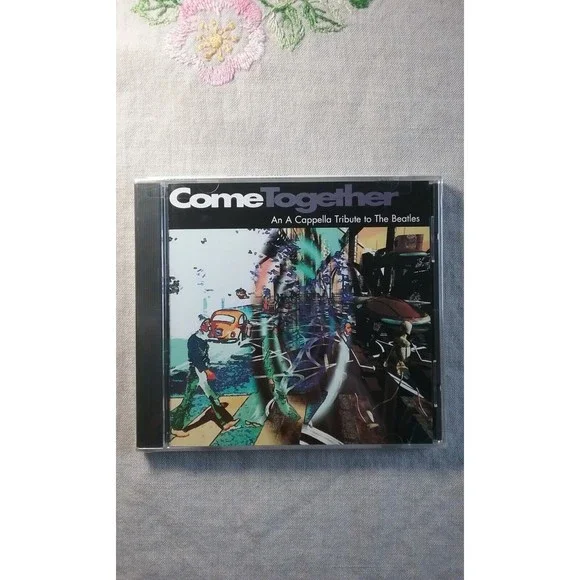 ComeTogether
An A Cappella Tribute to The Beatles